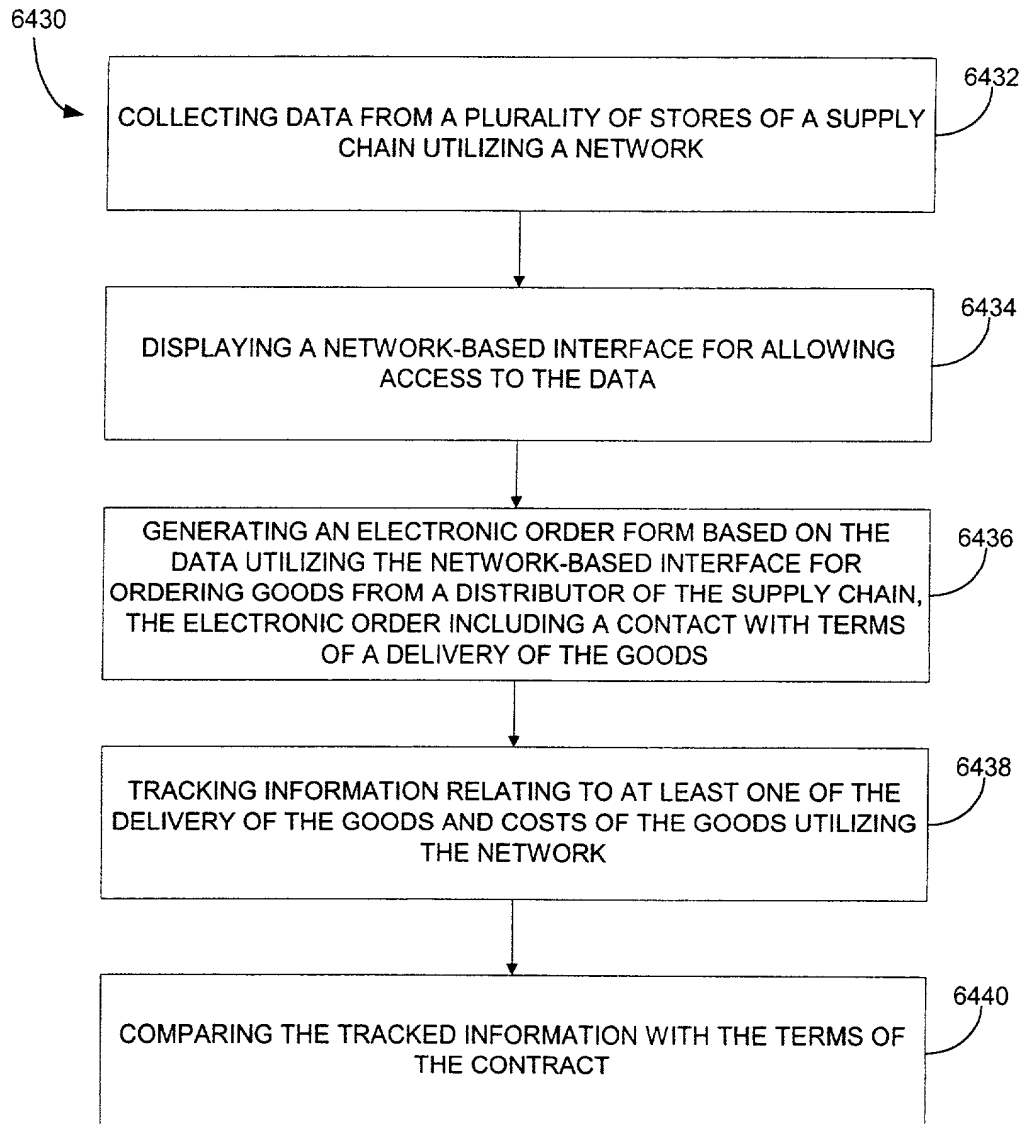 6430
6432
COLLECTING DATA FROM A PLURALITY OF STORES OF A SUPPLY
CHAIN UTILIZING A NETWORK
6434
DISPLAYING A NETWORK-BASED INTERFACE FOR ALLOWING
ACCESS TO THE DATA
6436
GENERATING AN ELECTRONIC ORDER FORM BASED ON THE
DATA UTILIZING THE NETWORK-BASED INTERFACE FOR
ORDERING GOODS FROM A DISTRIBUTOR OF THE SUPPLY CHAIN,
THE ELECTRONIC ORDER INCLUDING A CONTACT WITH TERMS
OF A DELIVERY OF THE GOODS
6438
TRACKING INFORMATION RELATING TO AT LEAST ONE OF THE
DELIVERY OF THE GOODS AND COSTS OF THE GOODS UTILIZING
THE NETWORK
6440
COMPARING THE TRACKED INFORMATION WITH THE TERMS OF
THE CONTRACT